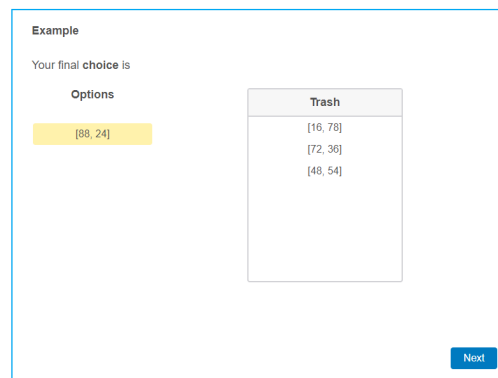 Example
Your final choice is
Options
[88, 24]
Trash
[16, 78]
[72, 36]
[48, 54]
Next